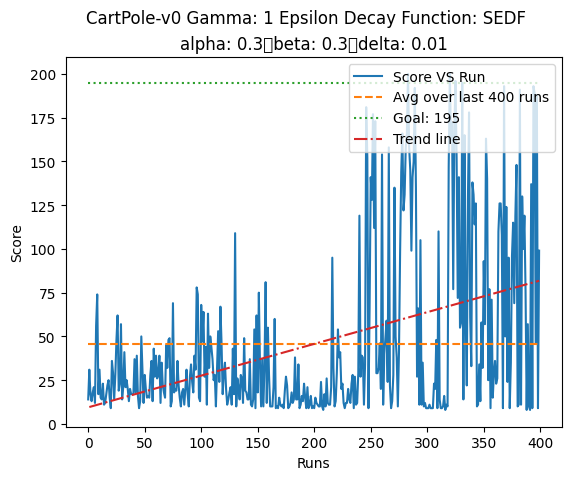 CartPole-v0 Gamma: 1 Epsilon Decay Function: SEDF
alpha: 0.3▯beta: 0.3▯delta: 0.01
Score VS Run
Avg over last 400 runs
Goal: 195
Trend line
200
175
150
125
100
75
50
25
0
Score
0 50 100 150 200 250 300 350 400
Runs